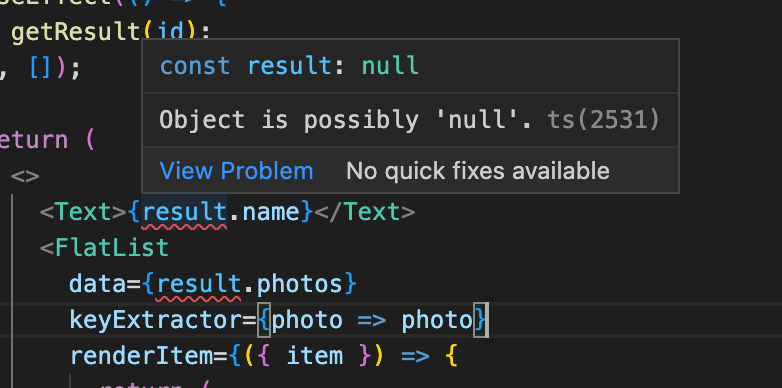 seEffect(() => {
getResult(id);
, []);
const result: null
Object is possibly 'null'. ts(2531)
View Problem No quick fixes available
eturn (
<>
<Text>{result.name}</Text>
<FlatList
data={result.photos}
keyExtractor={photo => photo}
renderItem={({ item }) => {
return (